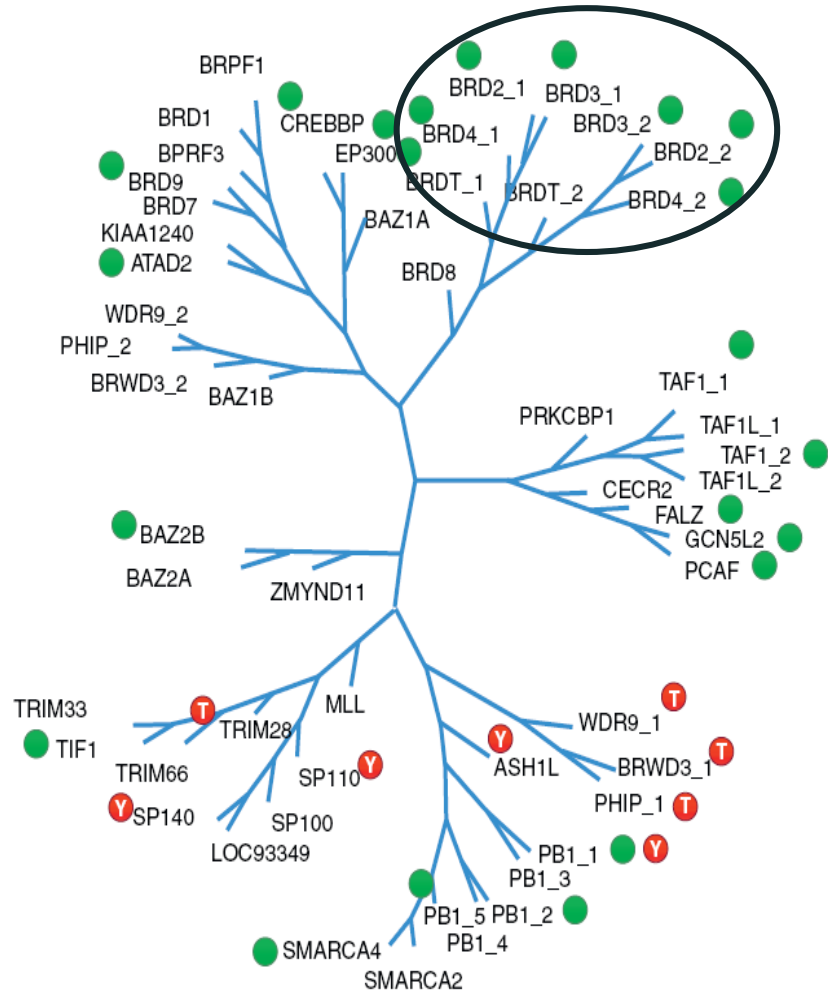 BRPF1
BRD2_1
BRD3_1
BRD1
CREBBP
BRD4_1
BRD3_2
BPRF3
EP300
BRD2_2
BRD9
BRDT_1
BRDT_2
BRD4_2
BRD7
BAZ1A
KIAA1240
ATAD2
BRD8
WDR9_2
PHIP_2
BRWD3_2
BAZ1B
TAF1_1
PRKCBP1
TAF1L_1
TAF1_2
TAF1L_2
CECR2
FALZ
GCN5L2
PCAF
BAZ2B
BAZ2A
ZMYND11
MLL
TRIM33
T
TRIM28
TIF1
TRIM66
Y
SP140
SP110
Y
SP100
LOC93349
T
WDR9_1
Y
ASH1L
T
BRWD3_1
PHIP_1
T
PB1_1
Y
PB1_3
PB1_5
PB1_2
PB1_4
SMARCA4
SMARCA2